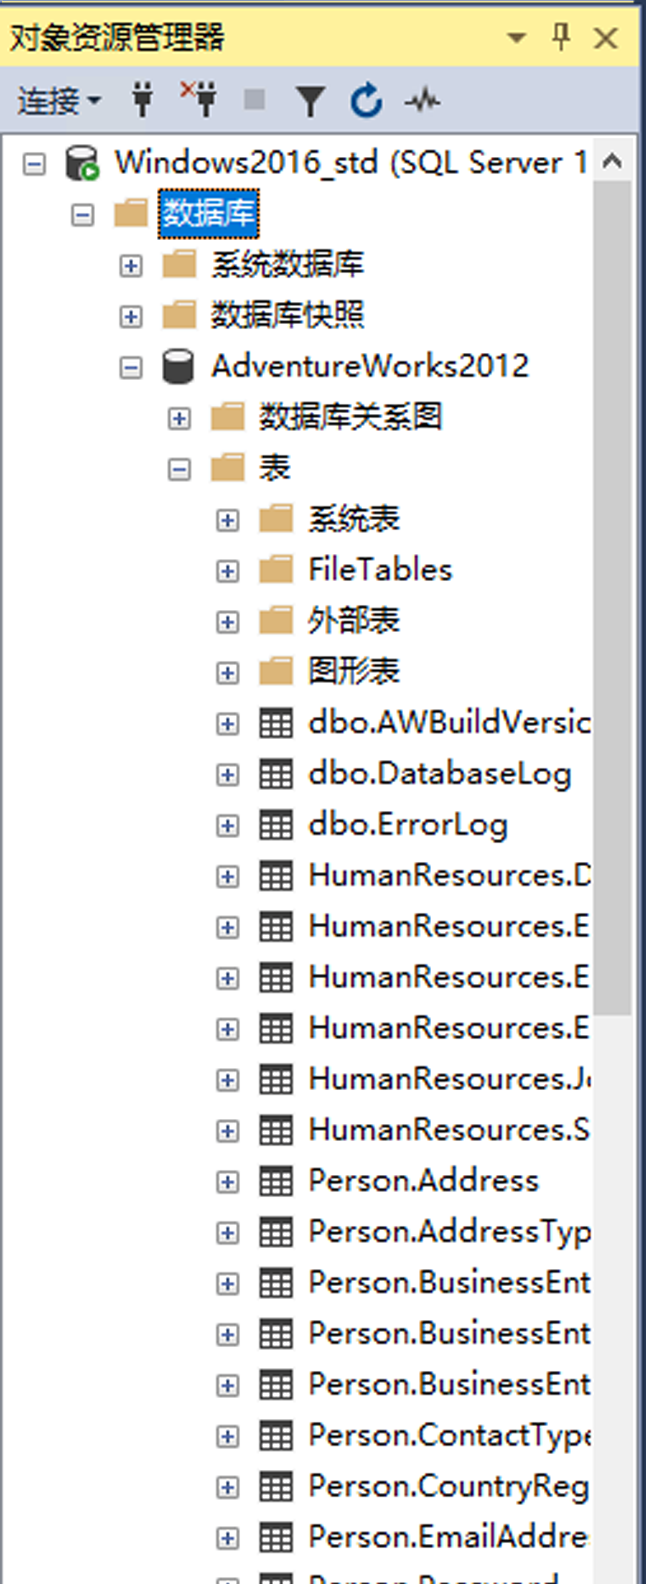 对象资源管理器
连接
Windows2016_std (SQL Server 1
数据库
系统数据库
数据库快照
AdventureWorks2012
数据库关系图
表
系统表
FileTables
外部表
图形表
dbo.AWBuildVersic
dbo.DatabaseLog
dbo.ErrorLog
HumanResources.D
HumanResources.E
HumanResources.E
HumanResources.E
HumanResources.J
HumanResources.S
Person.Address
Person.AddressTyp
Person.BusinessEnt
Person.BusinessEnt
Person.BusinessEnt
Person.ContactType
Person.CountryReg
Person.EmailAddre
Person.Password